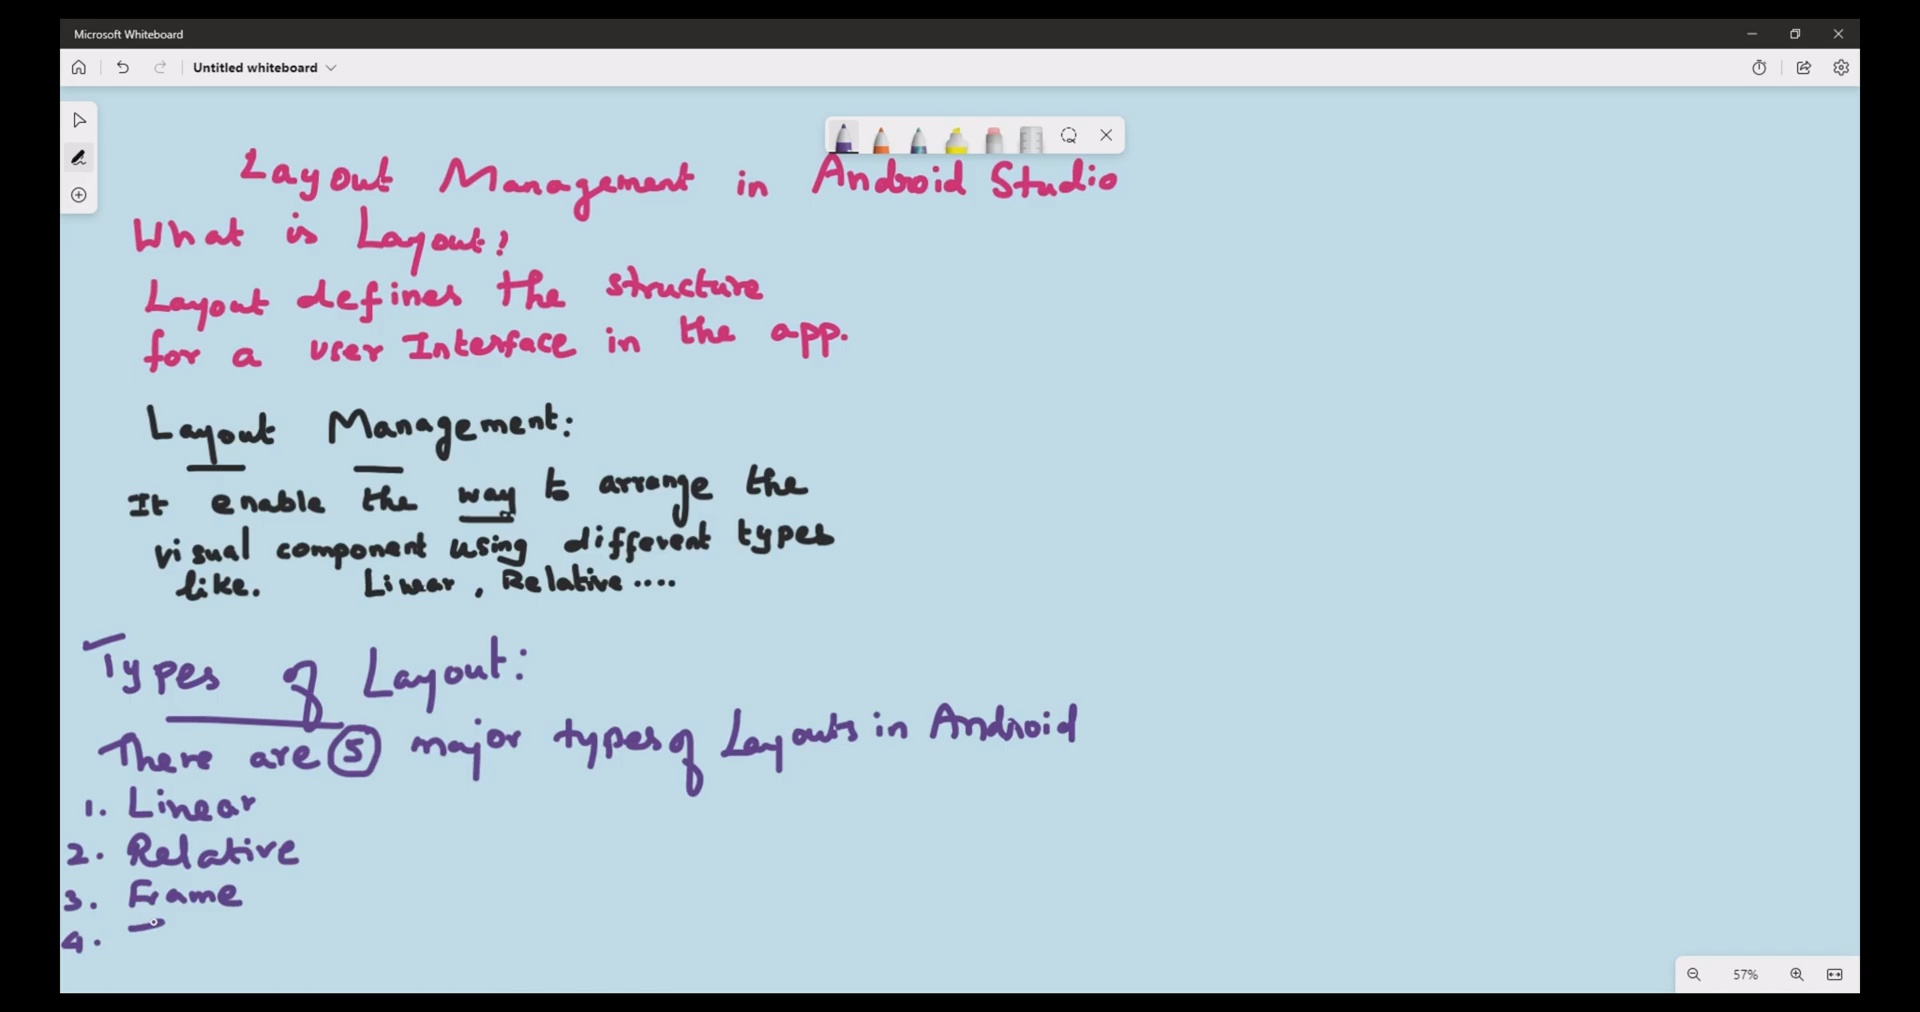 Microsoft Whiteboard
Untitled whiteboard
Layout Management in Android Studio
What is Layout?
Layout defines the structure
for a user Interface in the app.
Layout Management:
It enable the way to arrange the
visual component using different types
like. Linear, Relative ....
Types of Layout:
There are 5 major types of Layouts in Android
1. Linear
2. Relative
3. Frame
4.
57%